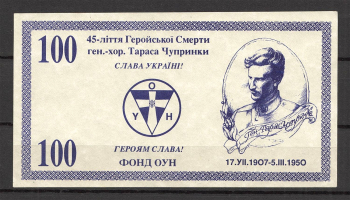 100
45-ліття Геройської Смерти
ген.-хор. Тараса Чупринки
СЛАВА УКРАЇНІ!
О
У Н
100
ГЕРОЯМ СЛАВА!
ФОНД ОУН
17.VII.1907-5.III.1950